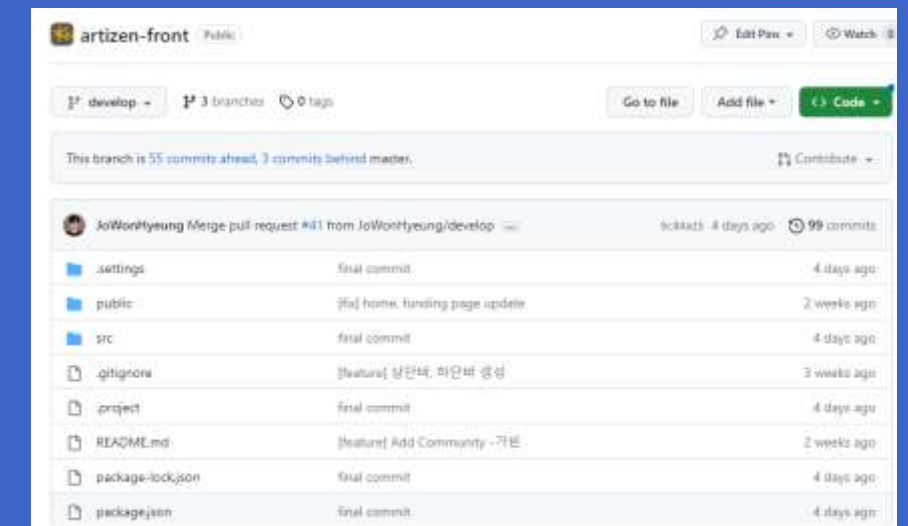 artizen-front Public Edit Pins Watch
develop 3 branches 0 tags Go to file Add file <> Code
This branch is 55 commits ahead, 3 commits behind master. Contribute
JoWonHyeung Merge pull request #41 from JoWonHyeung/develop ... 4 days ago 99 commits
.settings final commit 4 days ago
public home, funding page update 2 weeks ago
src final commit 4 days ago
.gitignore [feature] 상단바, 하단바 생성 3 weeks ago
.project final commit 4 days ago
README.md [feature] Add Community - 2 weeks ago
package-lock.json final commit 4 days ago
package.json final commit 4 days ago